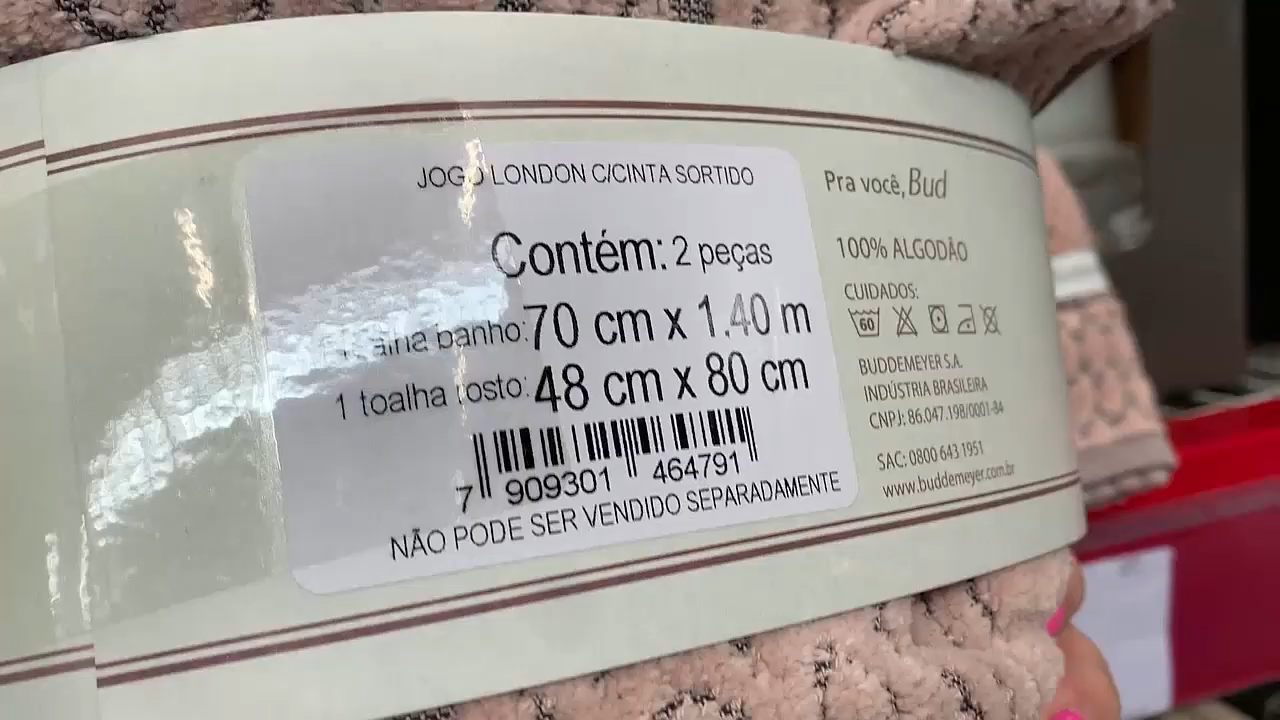 JOGO LONDON C/CINTA SORTIDO
Contém: 2 peças
banho: 70 cm x 1.40 m
1 toalha rosto: 48 cm x 80 cm
7 909301 464791
NÃO PODE SER VENDIDO SEPARADAMENTE
Pra você, Bud
100% ALGODÃO
CUIDADOS:
60
BUDDEMEYER S.A.
INDÚSTRIA BRASILEIRA
CNPJ: 86.047.198/0001-84
SAC: 0800 643 1951
www.buddemeyer.com.br